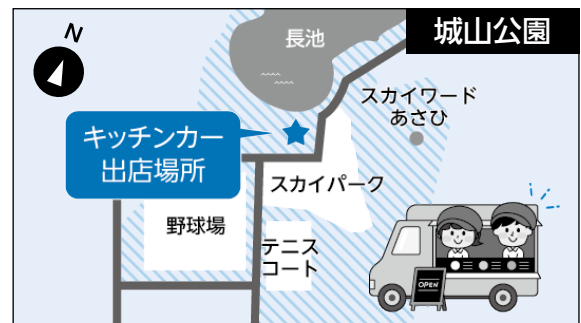 城山公園
N
長池
スカイワード
あさひ
キッチンカー
出店場所
スカイパーク
野球場
テニス
コート
OPEN